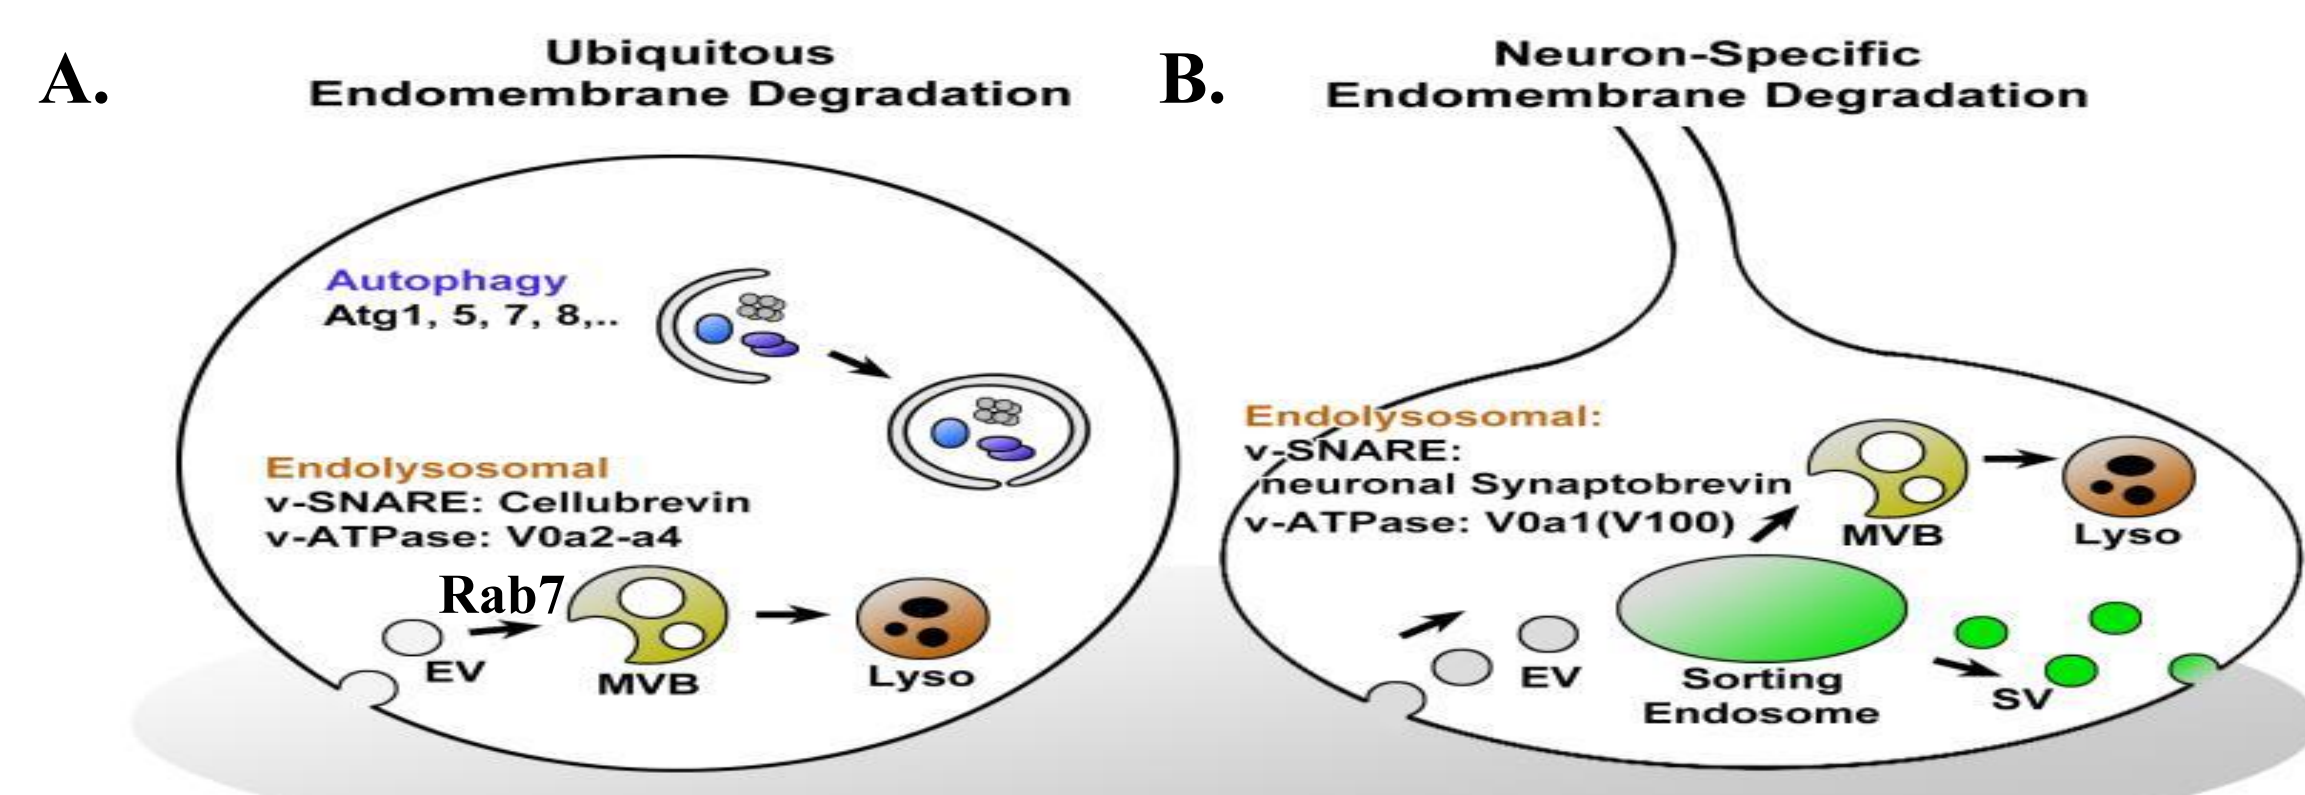 A.
Ubiquitous
Endomembrane Degradation
Autophagy
Atg1, 5, 7, 8,..
Endolysosomal
v-SNARE: Cellubrevin
v-ATPase: V0a2-a4
Rab7
EV
MVB
Lyso
B.
Neuron-Specific
Endomembrane Degradation
Endolysosomal:
v-SNARE:
neuronal Synaptobrevin
v-ATPase: V0a1(V100)
MVB
Lyso
EV
Sorting
Endosome
SV